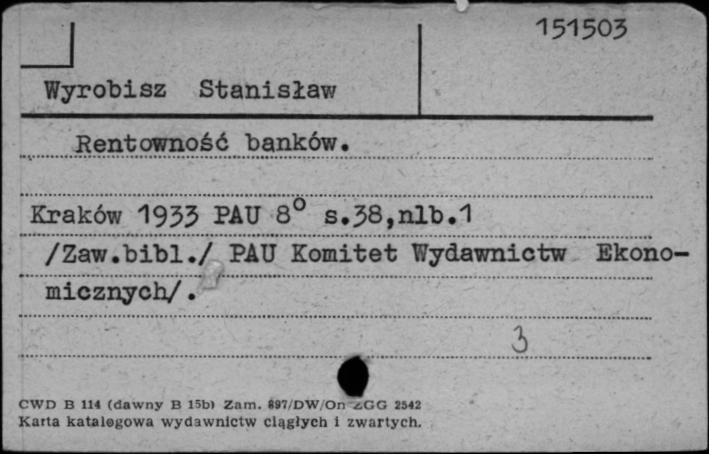 151503
Wyrobisz Stanisław
Rentowność banków.
Kraków 1933 PAU 8° s.38,nlb.1
/Zaw.bibl./ PAU Komitet Wydawnictw Ekono-
micznych/.
3
CWD B 114 (dawny B 15b) Zam. 897/DW/On ZGG 2542
Karta katalogowa wydawnictw ciągłych i zwartych.